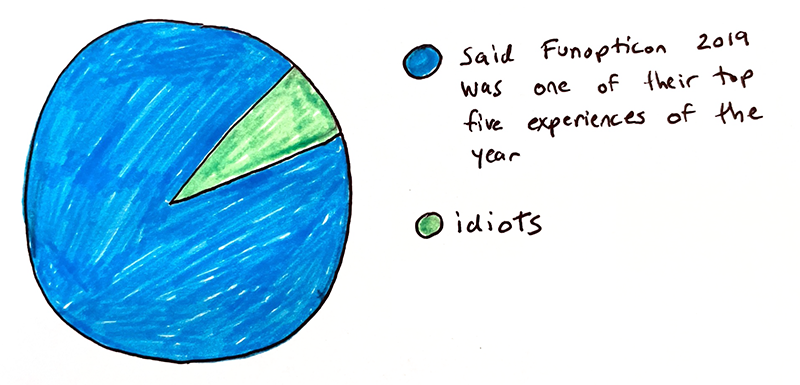 said Funopticon 2019
was one of their top
five experiences of the
year
idiots